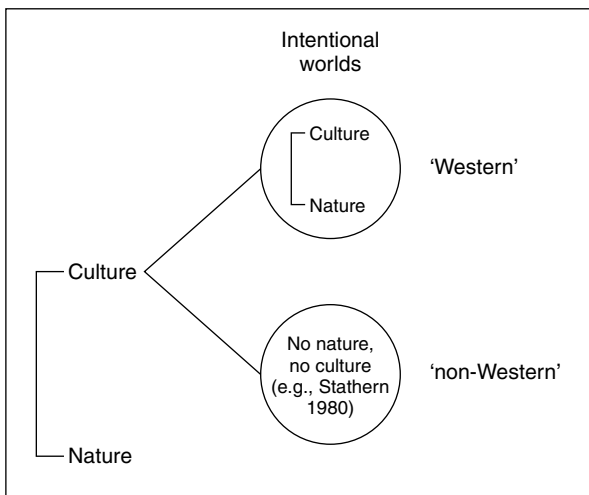 Intentional
worlds
Culture
Nature
‘Western’
Culture
No nature,
no culture
(e.g., Stathern
1980)
‘non-Western’
Nature